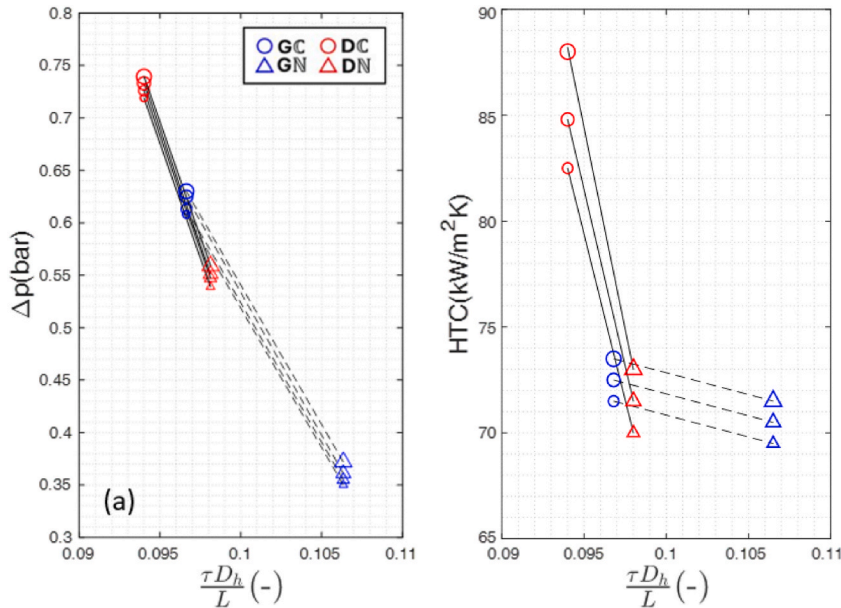 0.8
0.75
0.7
0.65
0.6
0.55
0.5
0.45
0.4
0.35
0.3
Δp(bar)
Gℂ Dℂ
Gℕ Dℕ
(a)
0.09 0.095 0.1 0.105 0.11
τD_h/L (-)
90
85
80
75
70
65
HTC(kW/m²K)
0.09 0.095 0.1 0.105 0.11
τD_h/L (-)